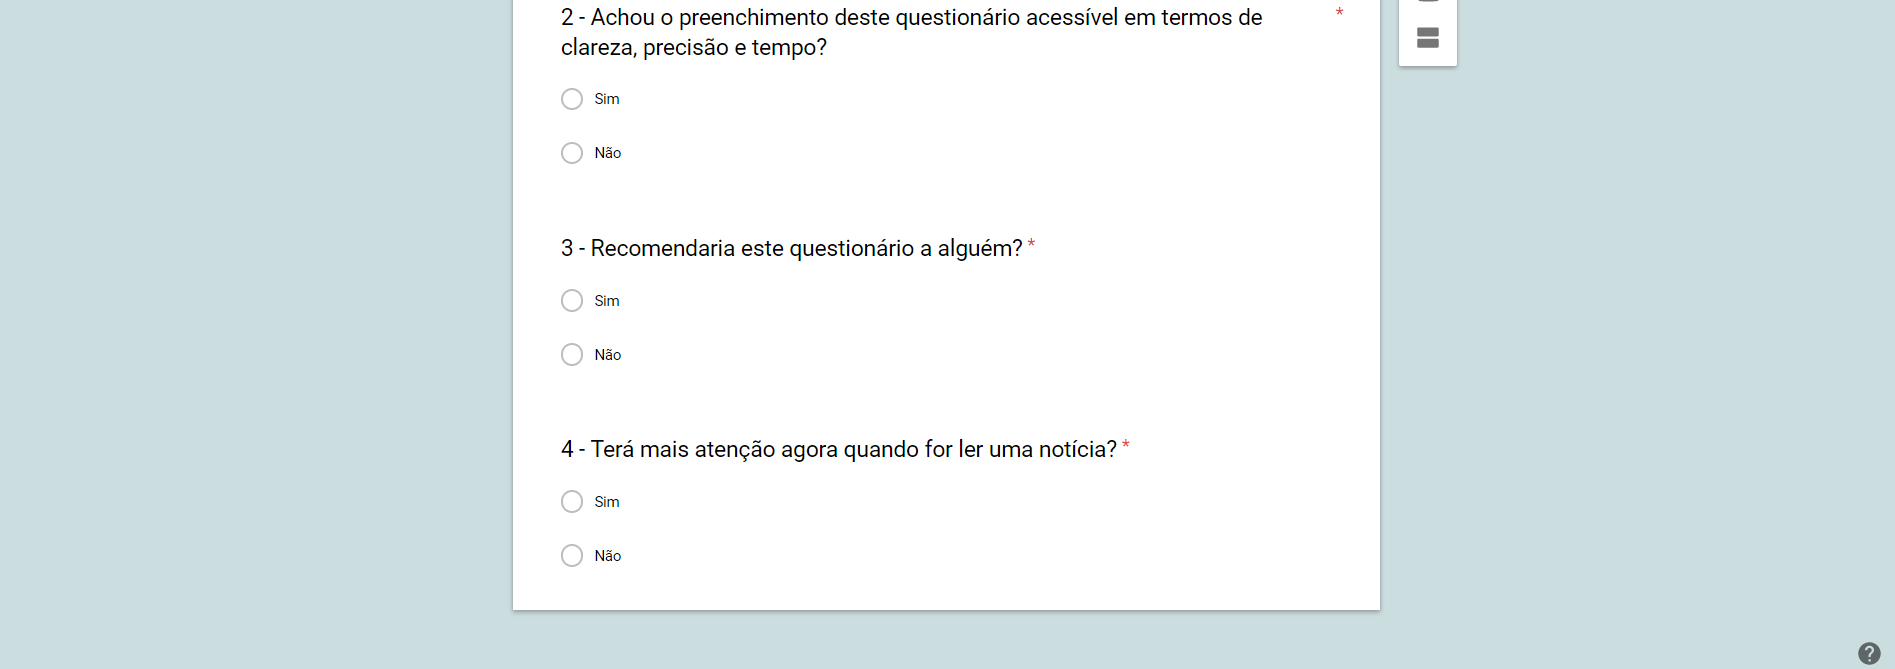 2 - Achou o preenchimento deste questionário acessível em termos de *
clareza, precisão e tempo?
Sim
Não
3 - Recomendaria este questionário a alguém? *
Sim
Não
4 - Terá mais atenção agora quando for ler uma notícia? *
Sim
Não
?